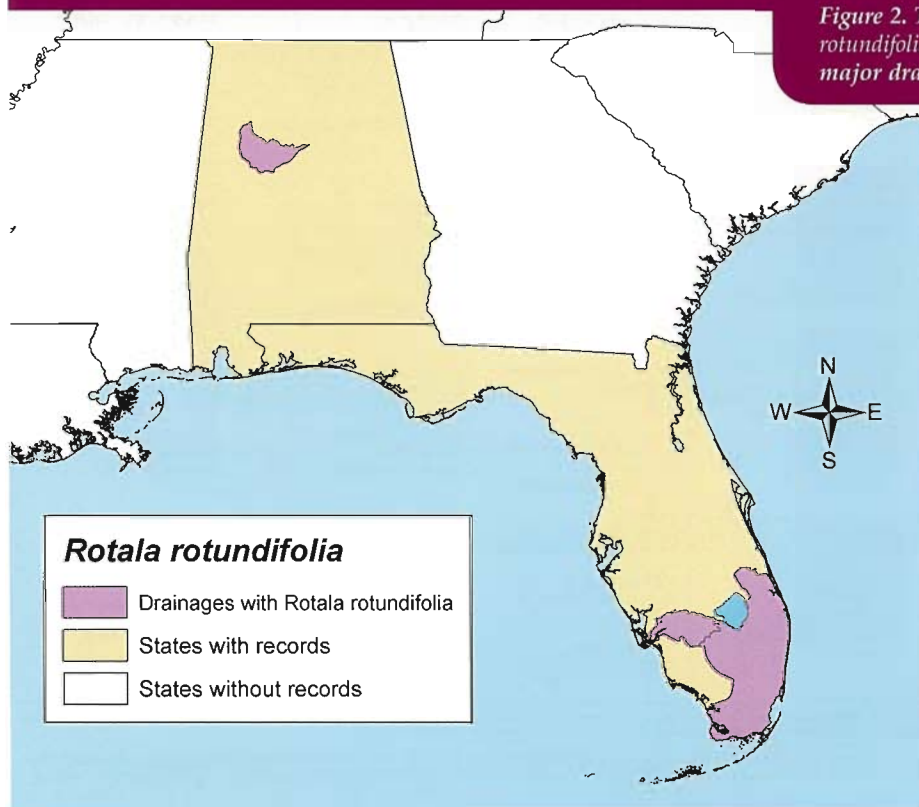 Figure 2.
rotundifoli
major dra
N
W E
S
Rotala rotundifolia
Drainages with Rotala rotundifolia
States with records
States without records